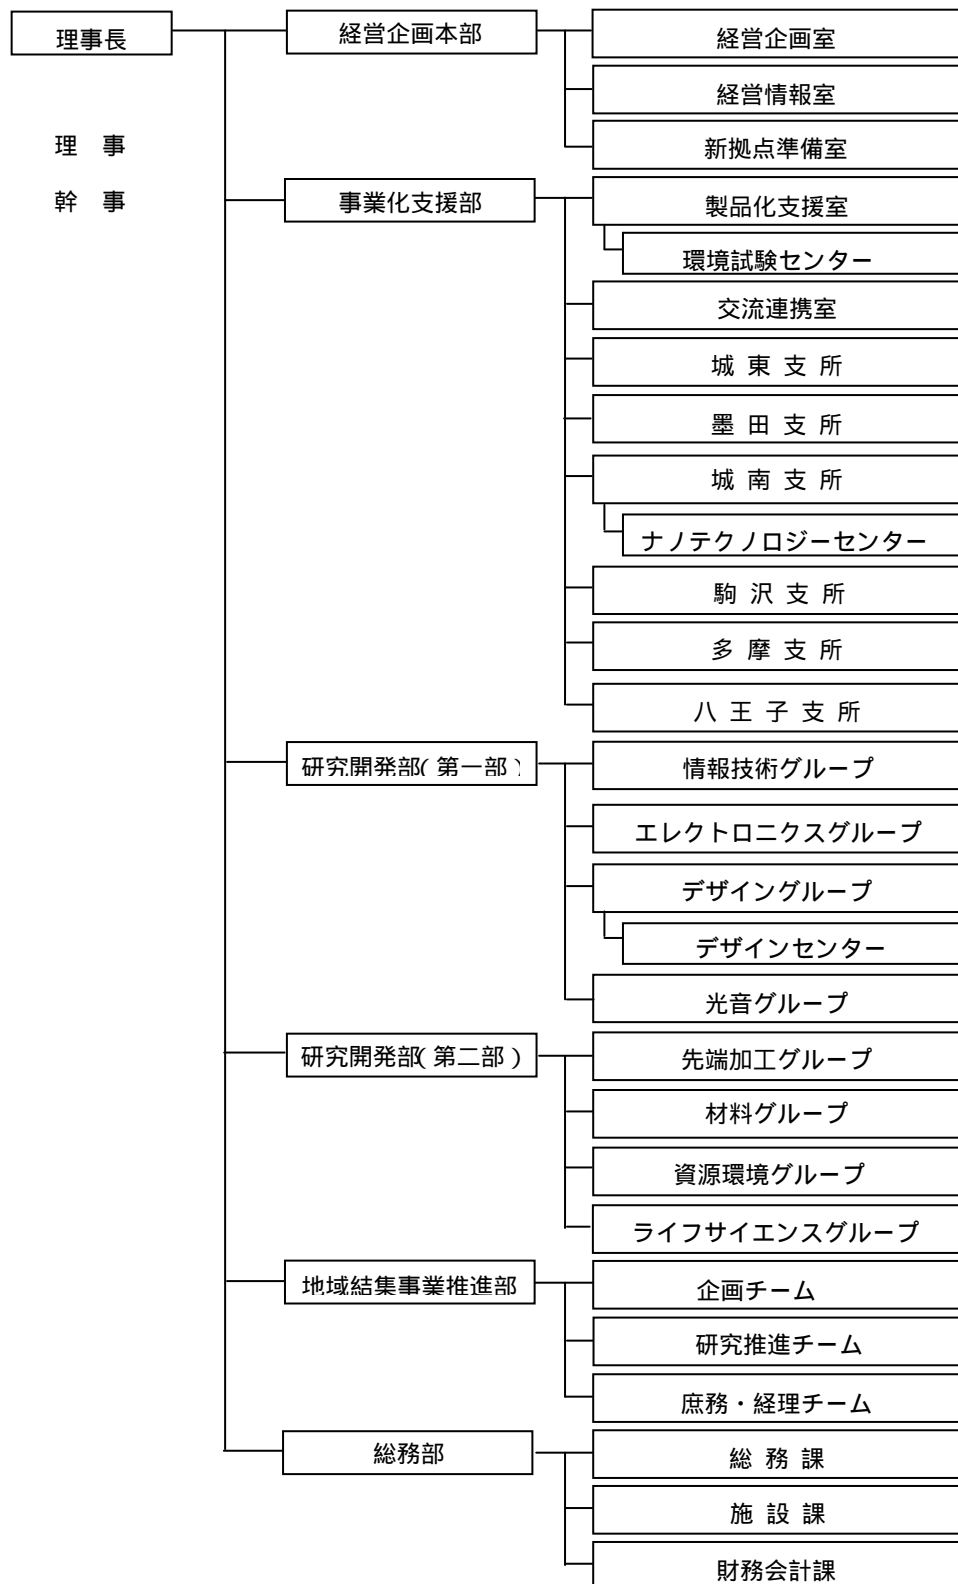 理事長
理 事
幹 事
経営企画本部
経営企画室
経営情報室
新拠点準備室
事業化支援部
製品化支援室
環境試験センター
交流連携室
城 東 支 所
墨 田 支 所
城 南 支 所
ナノテクノロジーセンター
駒 沢 支 所
多 摩 支 所
八 王 子 支 所
研究開発部(第一部)
情報技術グループ
エレクトロニクスグループ
デザイングループ
デザインセンター
光音グループ
研究開発部(第二部)
先端加工グループ
材料グループ
資源環境グループ
ライフサイエンスグループ
地域結集事業推進部
企画チーム
研究推進チーム
庶務・経理チーム
総務部
総 務 課
施 設 課
財務会計課